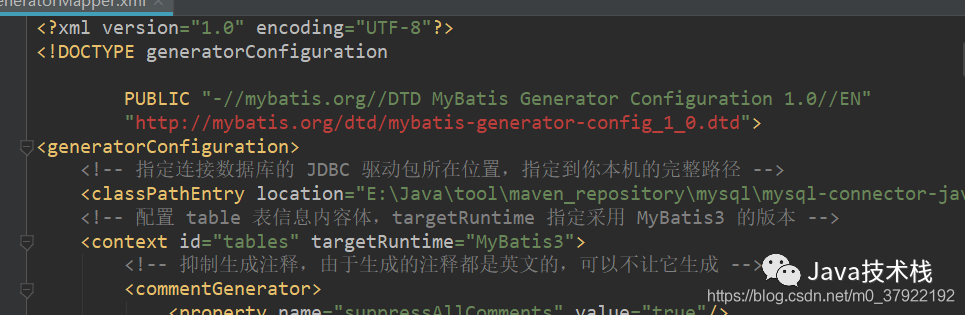 eneratorMapper.xml
<?xml version="1.0" encoding="UTF-8"?>
<!DOCTYPE generatorConfiguration
PUBLIC "-//mybatis.org//DTD MyBatis Generator Configuration 1.0//EN"
"http://mybatis.org/dtd/mybatis-generator-config_1_0.dtd">
<generatorConfiguration>
<!-- 指定连接数据库的 JDBC 驱动包所在位置，指定到你本机的完整路径 -->
<classPathEntry location="E:\Java\tool\maven_repository\mysql\mysql-connector-jav
<!-- 配置 table 表信息内容体，targetRuntime 指定采用 MyBatis3 的版本 -->
<context id="tables" targetRuntime="MyBatis3">
<!-- 抑制生成注释，由于生成的注释都是英文的，可以不让它生成 -->
<commentGenerator>
<property name="suppressAllComments" value="true"/>
Java技术栈
https://blog.csdn.net/m0_37922192